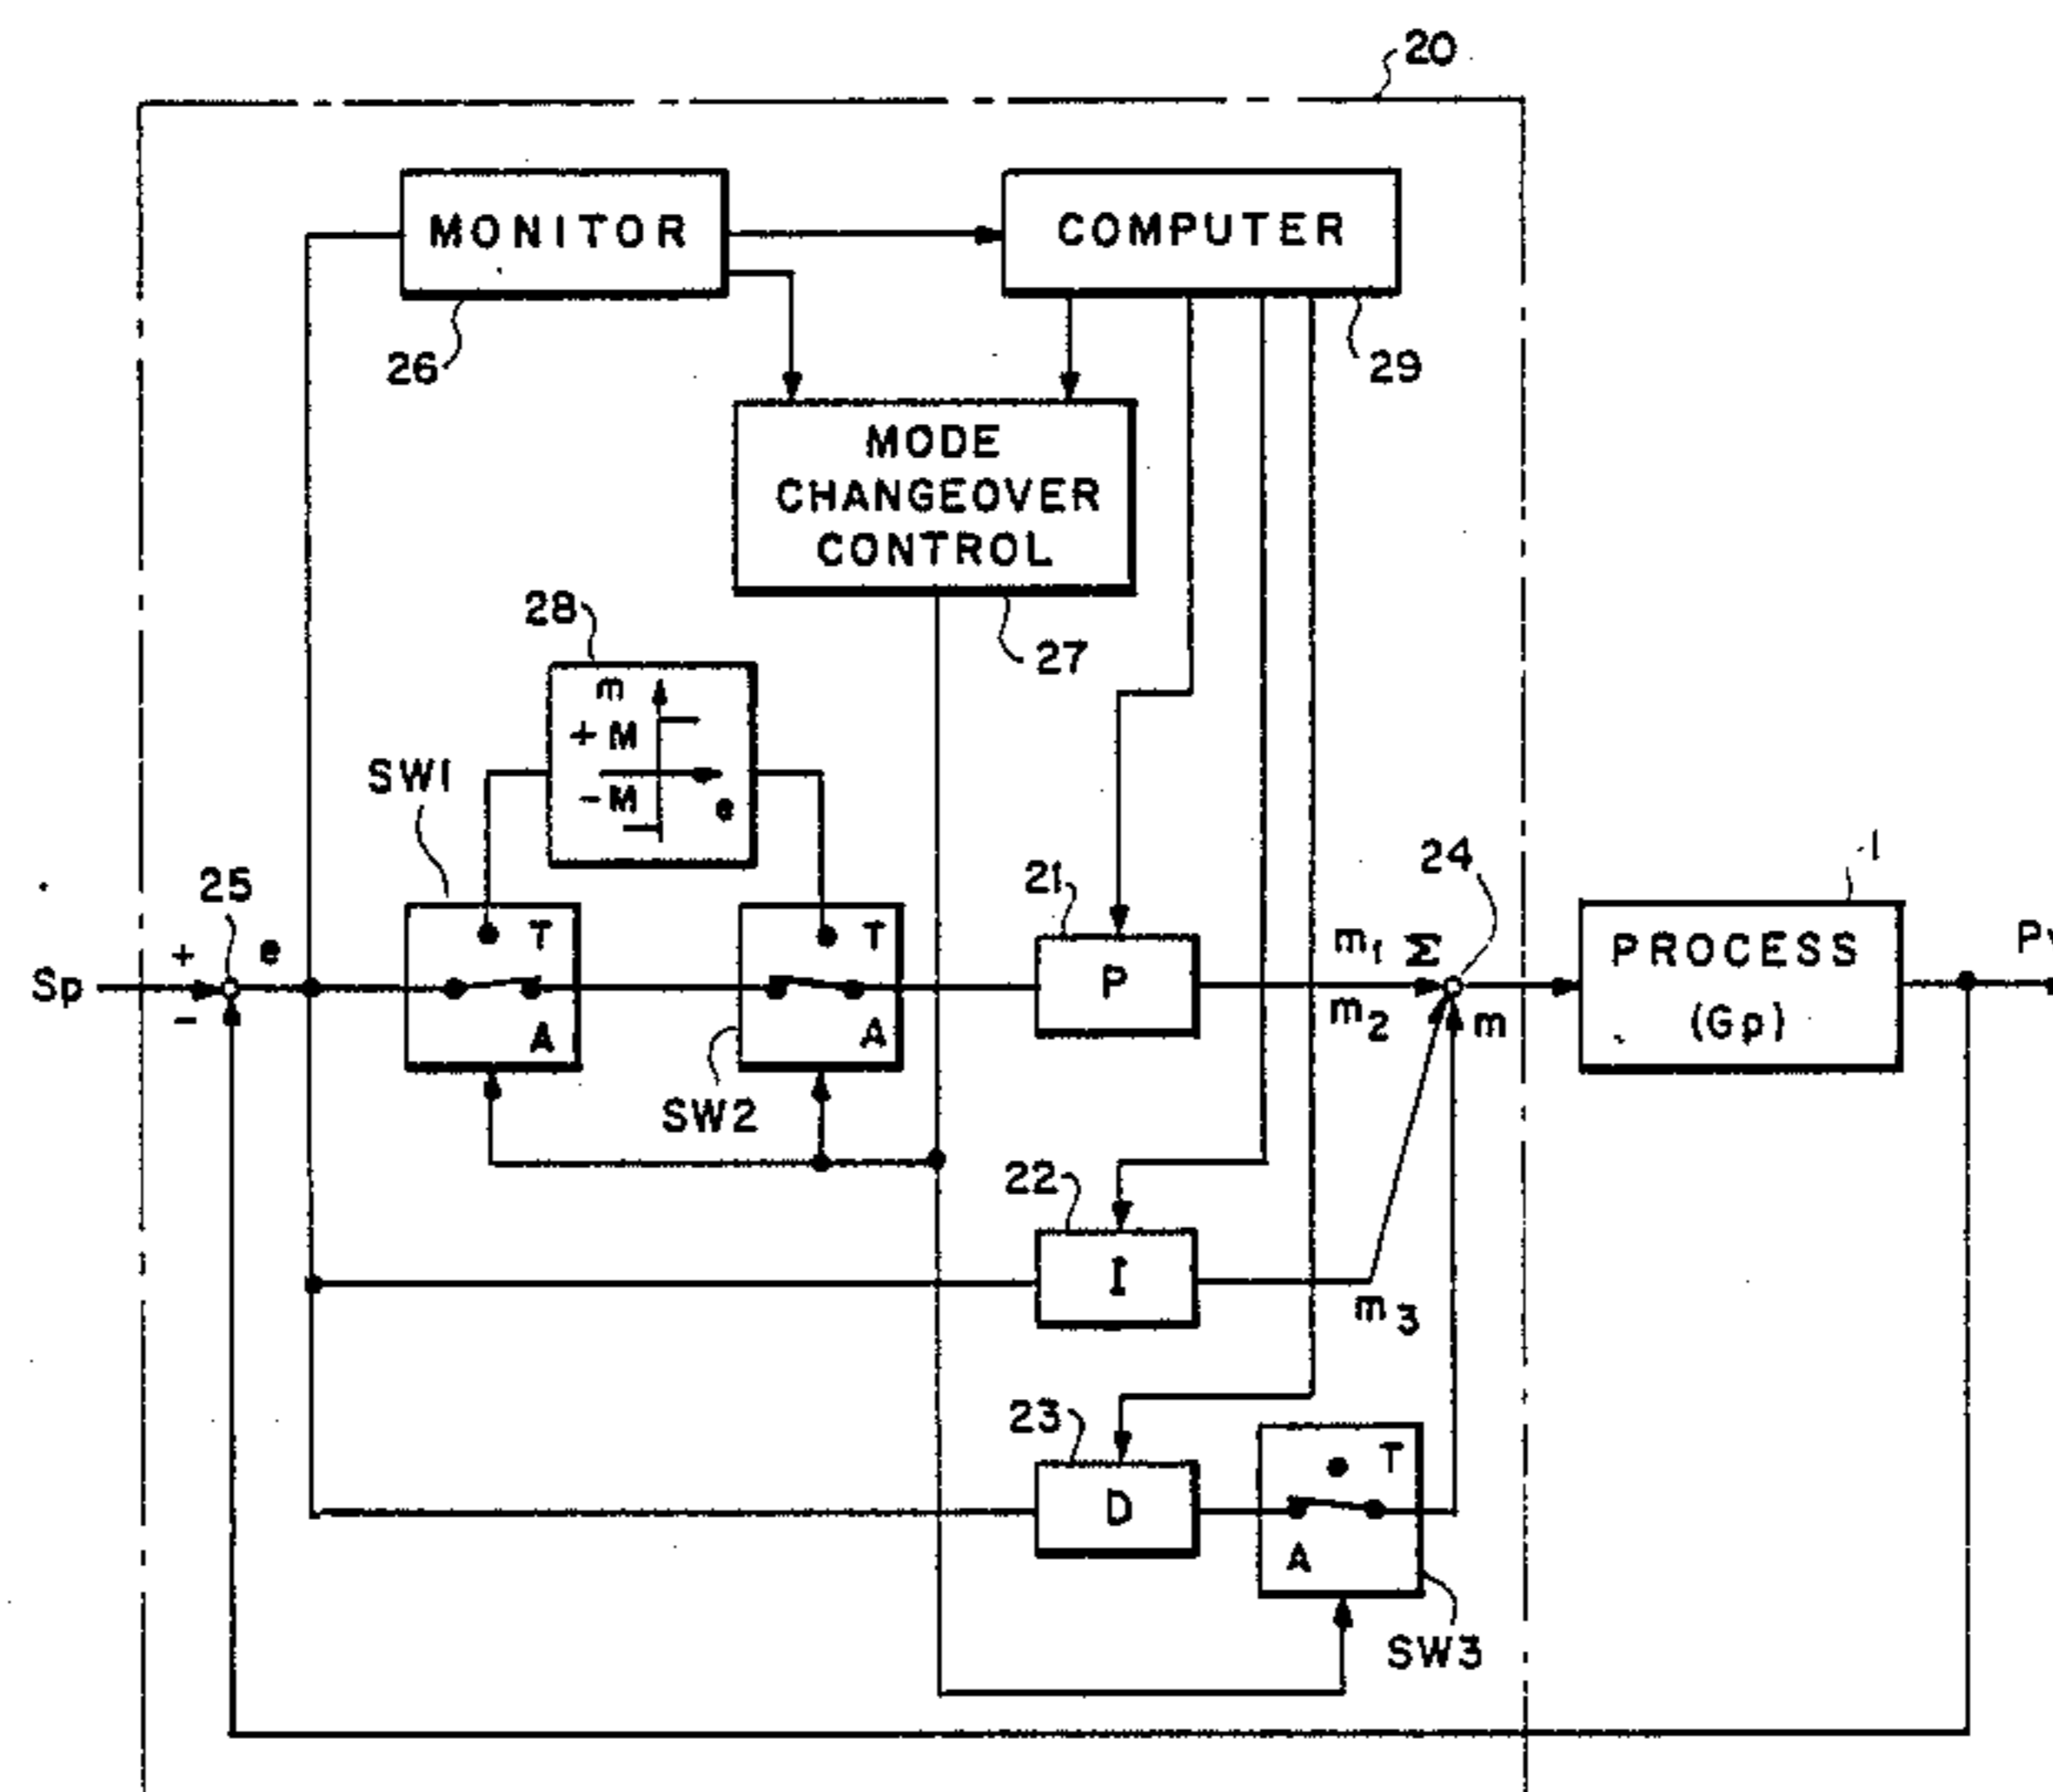 20
MONITOR
COMPUTER
26
29
MODE
CHANGEOVER
CONTROL
28
27
m
+M
-M
e
SW1
25
21
24
1
Sp
+
-
e
T
A
T
A
P
m1
Σ
m2
m
PROCESS
(Gp)
SW2
22
I
m3
23
D
T
A
SW3